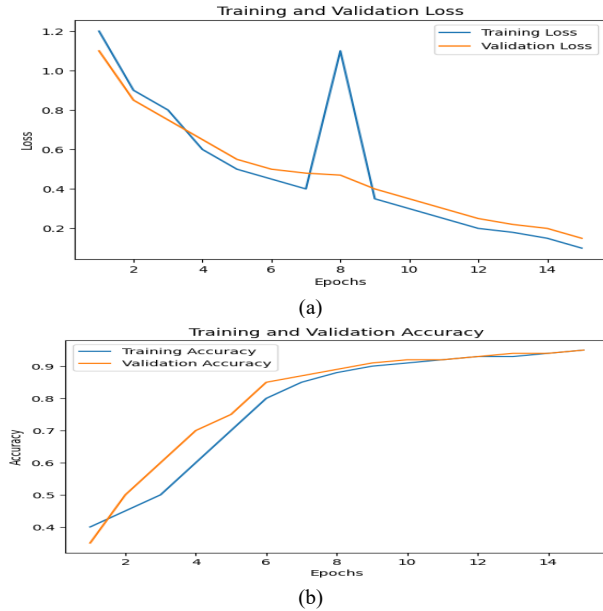 Training and Validation Loss
Training Loss
Validation Loss
1.2
1.0
0.8
0.6
0.4
0.2
Loss
2 4 6 8 10 12 14
Epochs
(a)
Training and Validation Accuracy
Training Accuracy
Validation Accuracy
0.9
0.8
0.7
0.6
0.5
0.4
Accuracy
2 4 6 8 10 12 14
Epochs
(b)